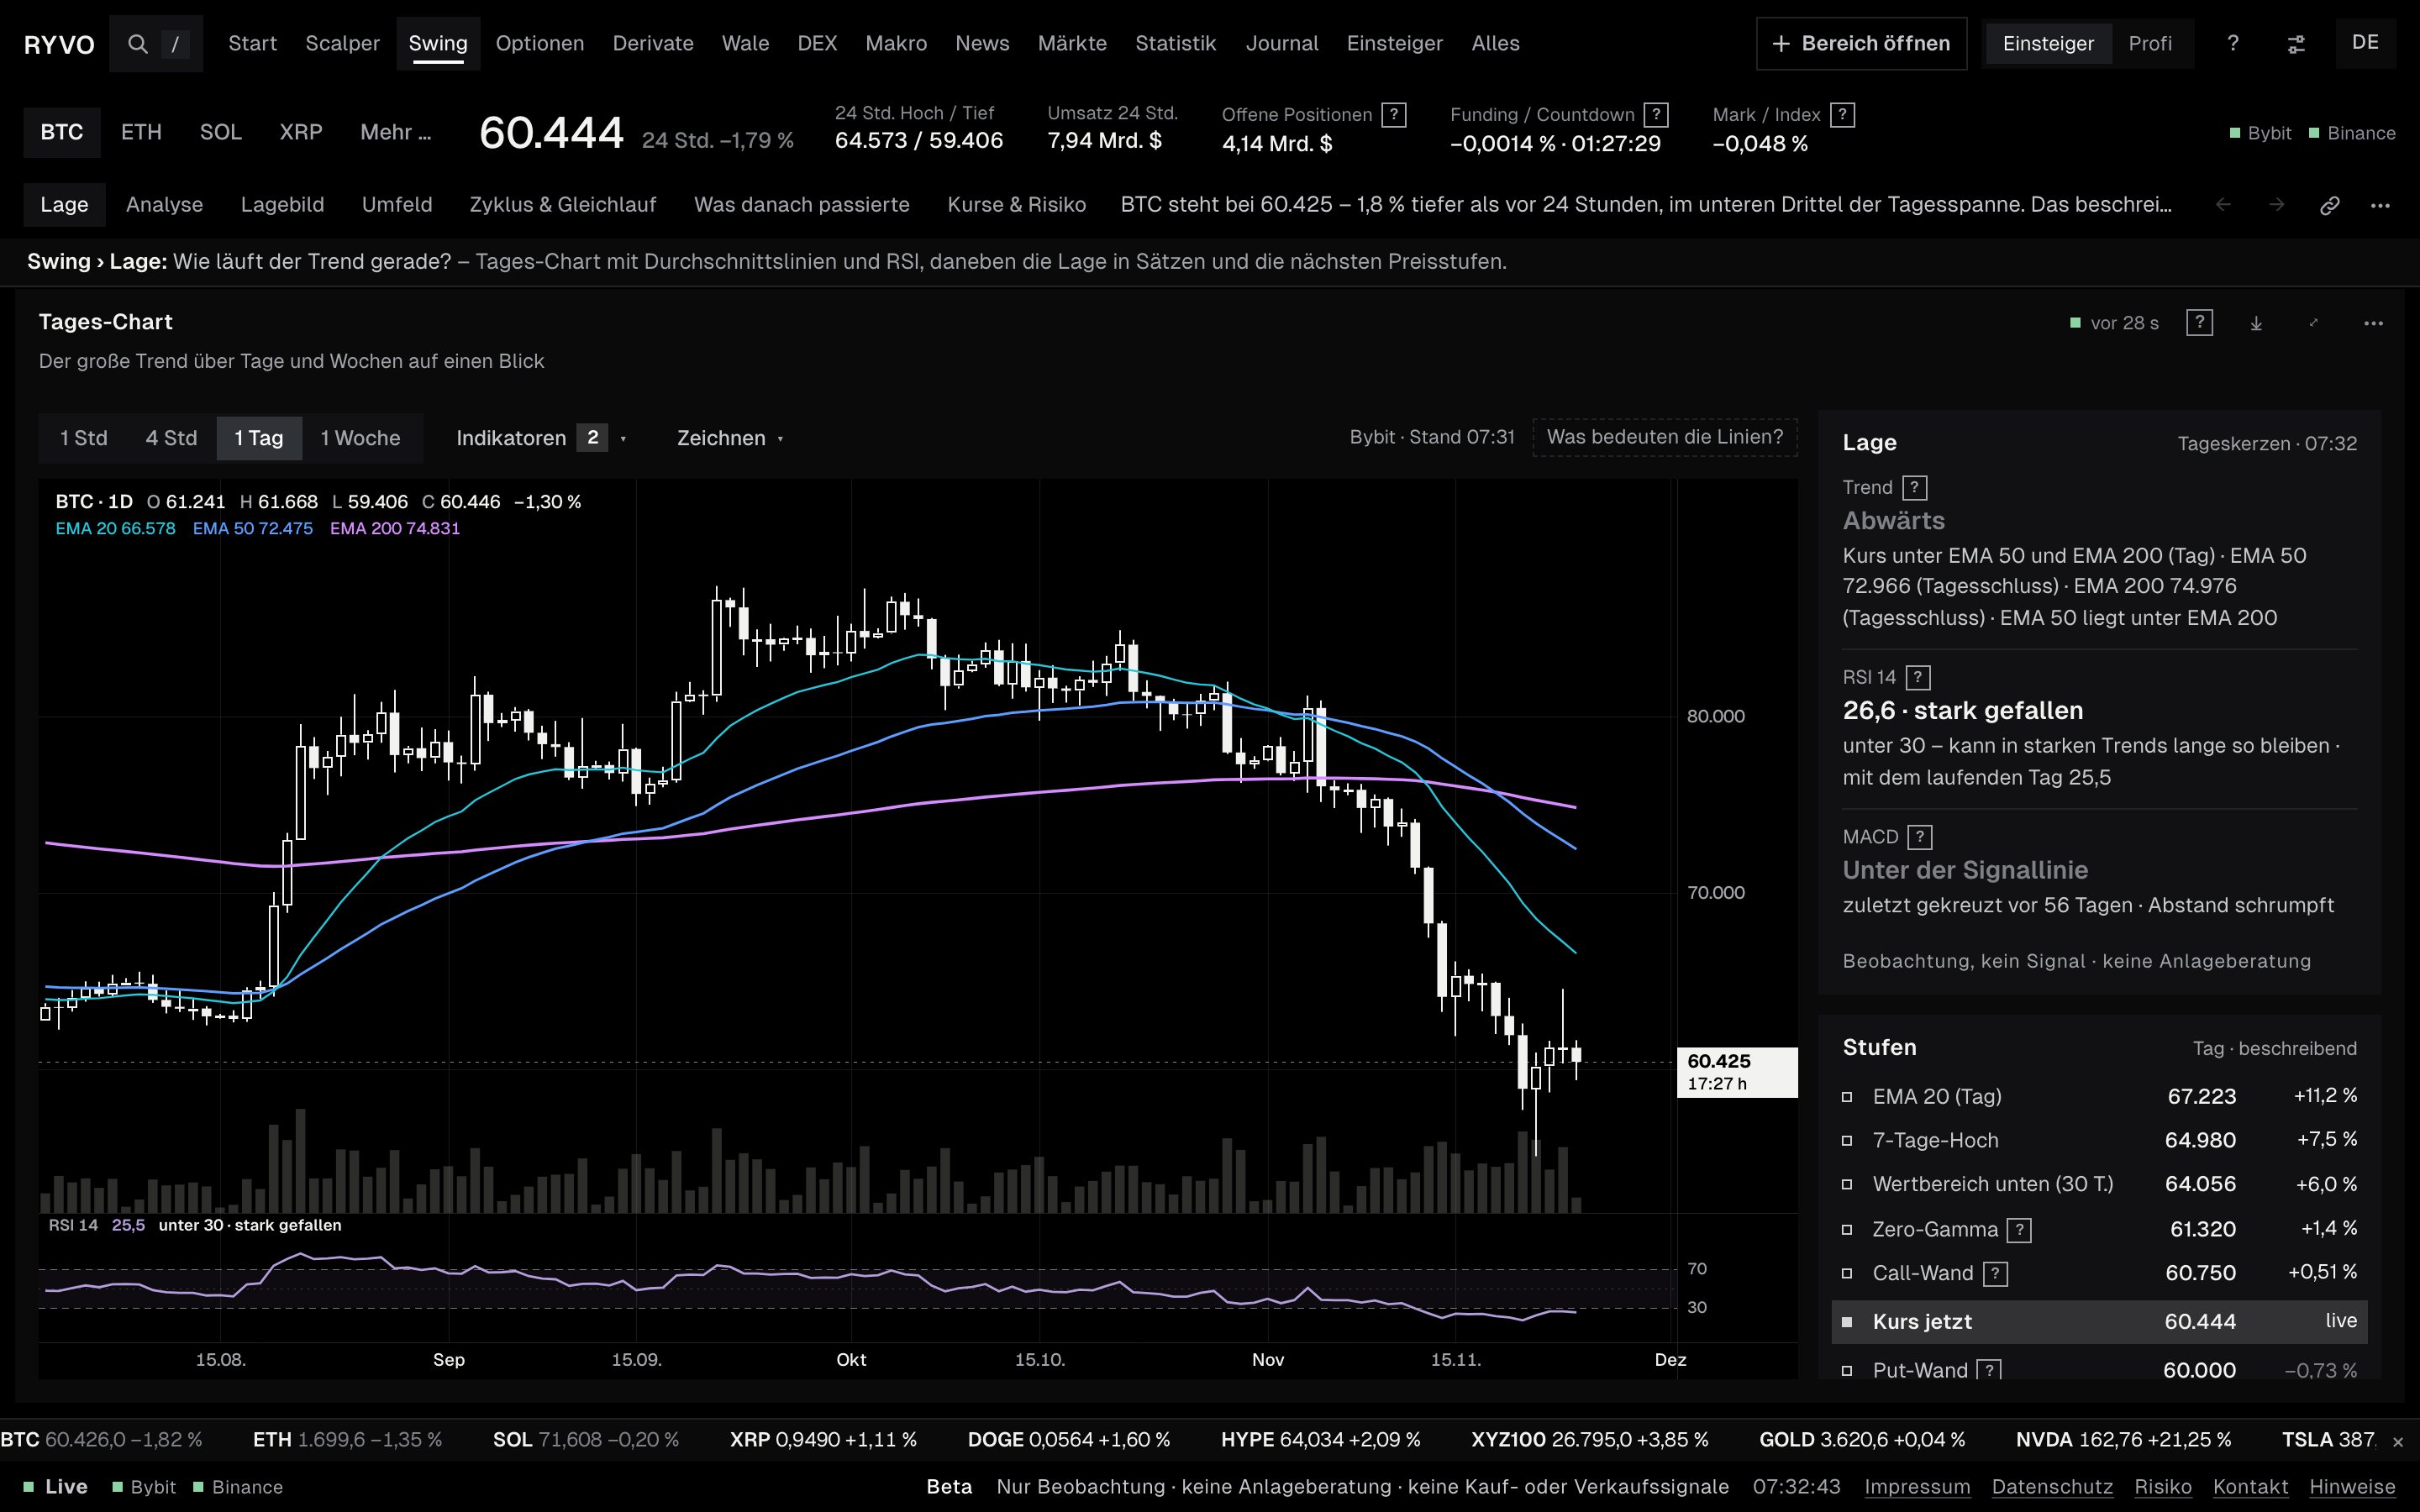 RYVO / Start Scalper Swing Optionen Derivate Wale DEX Makro News Märkte Statistik Journal Einsteiger Alles + Bereich öffnen Einsteiger Profi ? DE
BTC ETH SOL XRP Mehr ... 60.444 24 Std. −1,79 %
24 Std. Hoch / Tief
64.573 / 59.406
Umsatz 24 Std.
7,94 Mrd. $
Offene Positionen ?
4,14 Mrd. $
Funding / Countdown ?
−0,0014 % · 01:27:29
Mark / Index ?
−0,048 %
Bybit Binance
Lage Analyse Lagebild Umfeld Zyklus & Gleichlauf Was danach passierte Kurse & Risiko BTC steht bei 60.425 – 1,8 % tiefer als vor 24 Stunden, im unteren Drittel der Tagesspanne. Das beschrei...
Swing › Lage: Wie läuft der Trend gerade? – Tages-Chart mit Durchschnittslinien und RSI, daneben die Lage in Sätzen und die nächsten Preisstufen.
Tages-Chart
vor 28 s ?
Der große Trend über Tage und Wochen auf einen Blick
1 Std 4 Std 1 Tag 1 Woche Indikatoren 2 Zeichnen Bybit · Stand 07:31 Was bedeuten die Linien?
BTC · 1D O 61.241 H 61.668 L 59.406 C 60.446 −1,30 %
EMA 20 66.578 EMA 50 72.475 EMA 200 74.831
80.000
70.000
60.425
17:27 h
RSI 14 25,5 unter 30 · stark gefallen
70
30
15.08. Sep 15.09. Okt 15.10. Nov 15.11. Dez
Lage Tageskerzen · 07:32
Trend ?
Abwärts
Kurs unter EMA 50 und EMA 200 (Tag) · EMA 50
72.966 (Tagesschluss) · EMA 200 74.976
(Tagesschluss) · EMA 50 liegt unter EMA 200
RSI 14 ?
26,6 · stark gefallen
unter 30 – kann in starken Trends lange so bleiben ·
mit dem laufenden Tag 25,5
MACD ?
Unter der Signallinie
zuletzt gekreuzt vor 56 Tagen · Abstand schrumpft
Beobachtung, kein Signal · keine Anlageberatung
Stufen Tag · beschreibend
EMA 20 (Tag) 67.223 +11,2 %
7-Tage-Hoch 64.980 +7,5 %
Wertbereich unten (30 T.) 64.056 +6,0 %
Zero-Gamma ? 61.320 +1,4 %
Call-Wand ? 60.750 +0,51 %
Kurs jetzt 60.444 live
Put-Wand ? 60.000 −0,73 %
BTC 60.426,0 −1,82 % ETH 1.699,6 −1,35 % SOL 71,608 −0,20 % XRP 0,9490 +1,11 % DOGE 0,0564 +1,60 % HYPE 64,034 +2,09 % XYZ100 26.795,0 +3,85 % GOLD 3.620,6 +0,04 % NVDA 162,76 +21,25 % TSLA 387, ×
Live Bybit Binance Beta Nur Beobachtung · keine Anlageberatung · keine Kauf- oder Verkaufssignale 07:32:43 Impressum Datenschutz Risiko Kontakt Hinweise